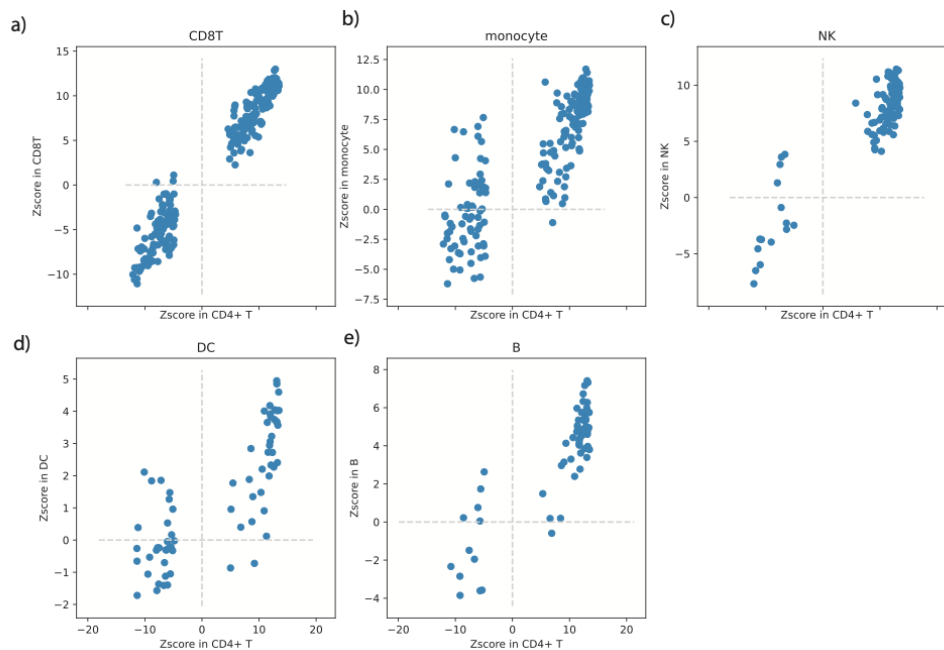 a)
CD8T
15
10
5
0
−5
−10
Zscore in CD8T
Zscore in CD4+ T
b)
monocyte
12.5
10.0
7.5
5.0
2.5
0.0
−2.5
−5.0
−7.5
Zscore in monocyte
Zscore in CD4+ T
c)
NK
10
5
0
−5
Zscore in NK
Zscore in CD4+ T
d)
DC
5
4
3
2
1
0
−1
−2
Zscore in DC
−20
−10
0
10
20
Zscore in CD4+ T
e)
B
8
6
4
2
0
−2
−4
Zscore in B
−20
−10
0
10
20
Zscore in CD4+ T